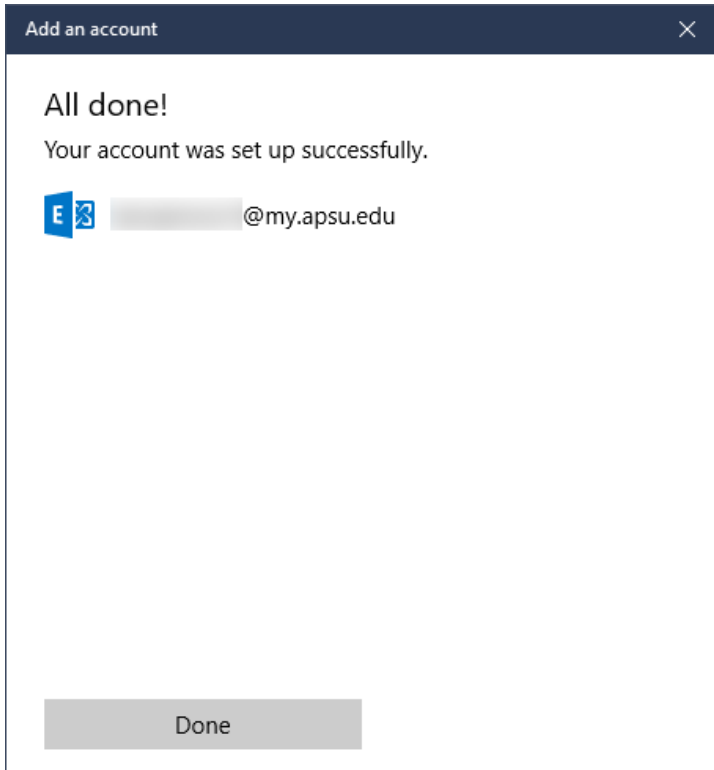 Add an account
All done!
Your account was set up successfully.
E @my.apsu.edu
Done